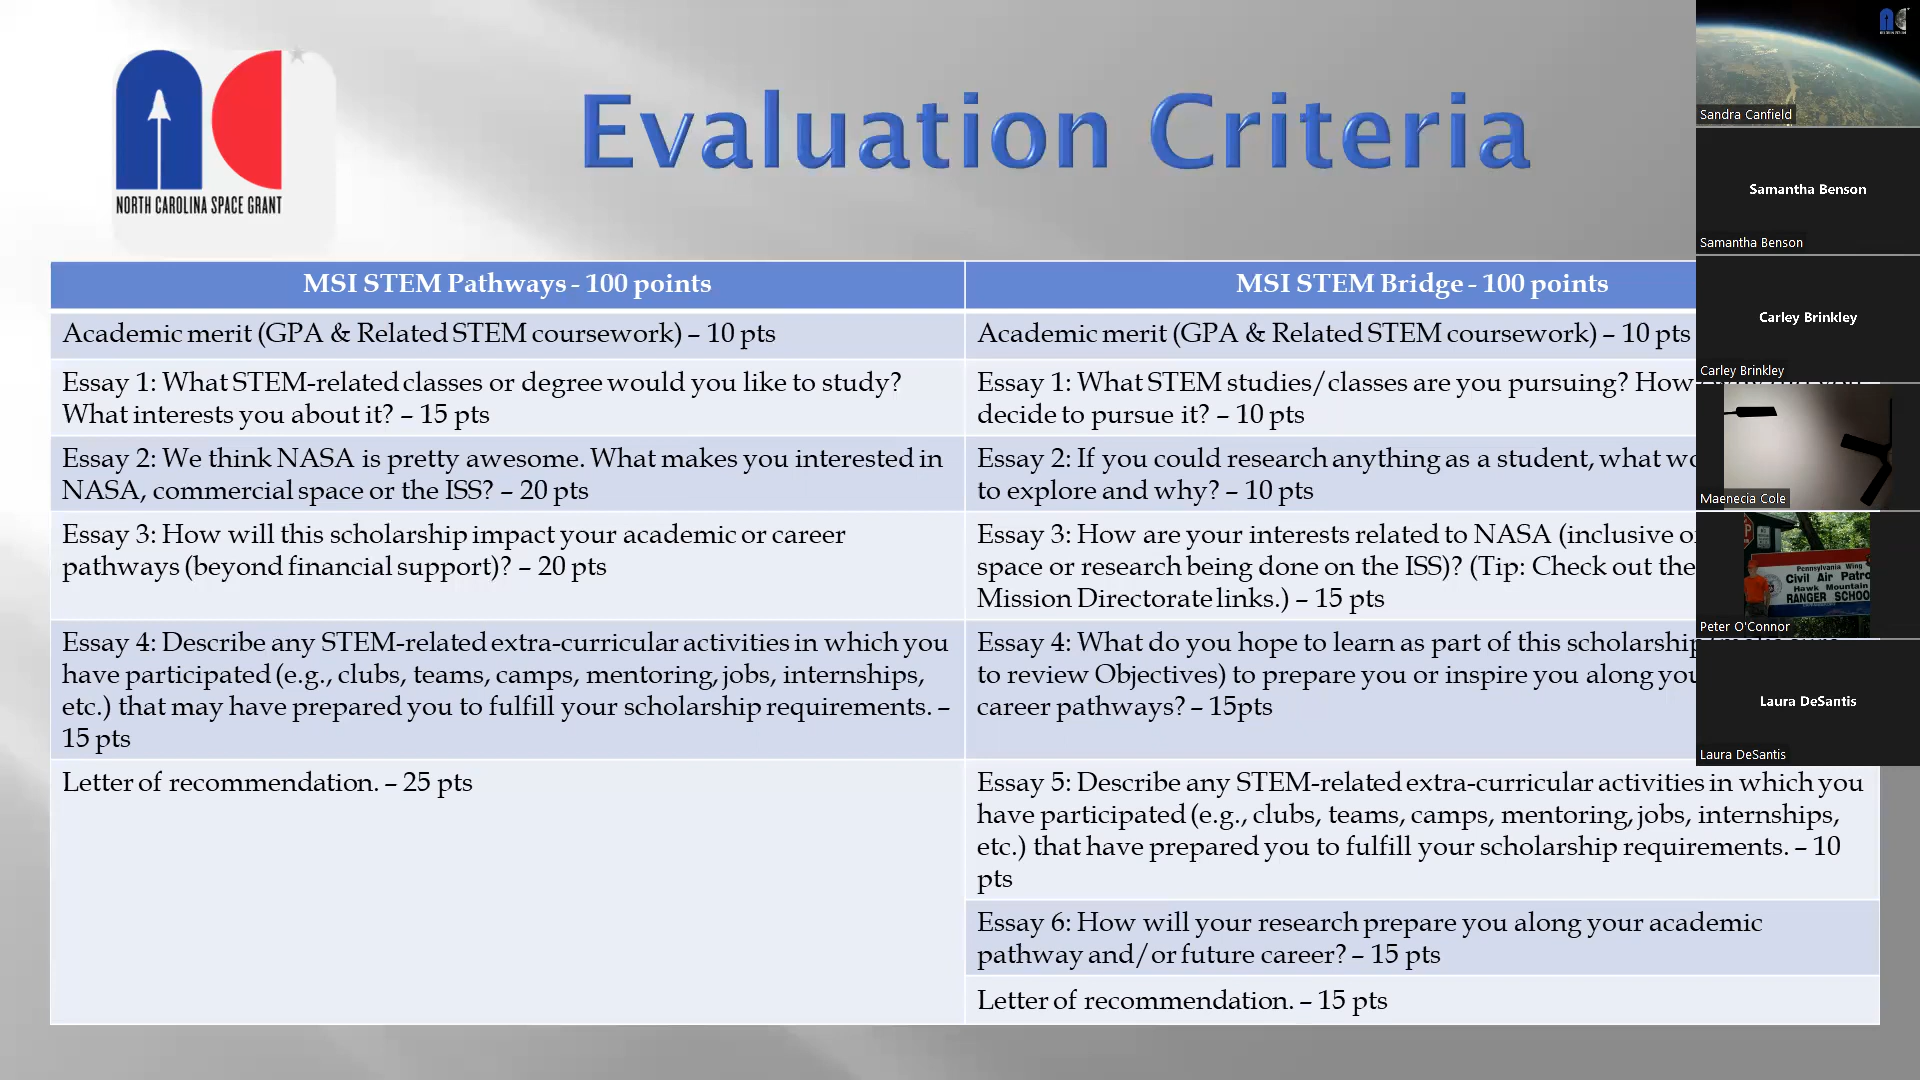 NORTH CAROLINA SPACE GRANT
Evaluation Criteria
MSI STEM Pathways - 100 points
Academic merit (GPA & Related STEM coursework) – 10 pts
Essay 1: What STEM-related classes or degree would you like to study?
What interests you about it? – 15 pts
Essay 2: We think NASA is pretty awesome. What makes you interested in
NASA, commercial space or the ISS? – 20 pts
Essay 3: How will this scholarship impact your academic or career
pathways (beyond financial support)? – 20 pts
Essay 4: Describe any STEM-related extra-curricular activities in which you
have participated (e.g., clubs, teams, camps, mentoring, jobs, internships,
etc.) that may have prepared you to fulfill your scholarship requirements. –
15 pts
Letter of recommendation. – 25 pts
MSI STEM Bridge - 100 points
Academic merit (GPA & Related STEM coursework) – 10 pts
Essay 1: What STEM studies/classes are you pursuing? How
decide to pursue it? – 10 pts
Essay 2: If you could research anything as a student, what
to explore and why? – 10 pts
Essay 3: How are your interests related to NASA (inclusive
space or research being done on the ISS)? (Tip: Check out the
Mission Directorate links.) – 15 pts
Essay 4: What do you hope to learn as part of this scholarship
to review Objectives) to prepare you or inspire you along
career pathways? – 15pts
Essay 5: Describe any STEM-related extra-curricular activities in which you
have participated (e.g., clubs, teams, camps, mentoring, jobs, internships,
etc.) that have prepared you to fulfill your scholarship requirements. – 10
pts
Essay 6: How will your research prepare you along your academic
pathway and/or future career? – 15 pts
Letter of recommendation. – 15 pts
Sandra Canfield
Samantha Benson
Samantha Benson
Carley Brinkley
Carley Brinkley
Maenecia Cole
Pennsylvania Wing
Civil Air
Hawk Mountain
RANGER
Peter O'Connor
Laura DeSantis
Laura DeSantis